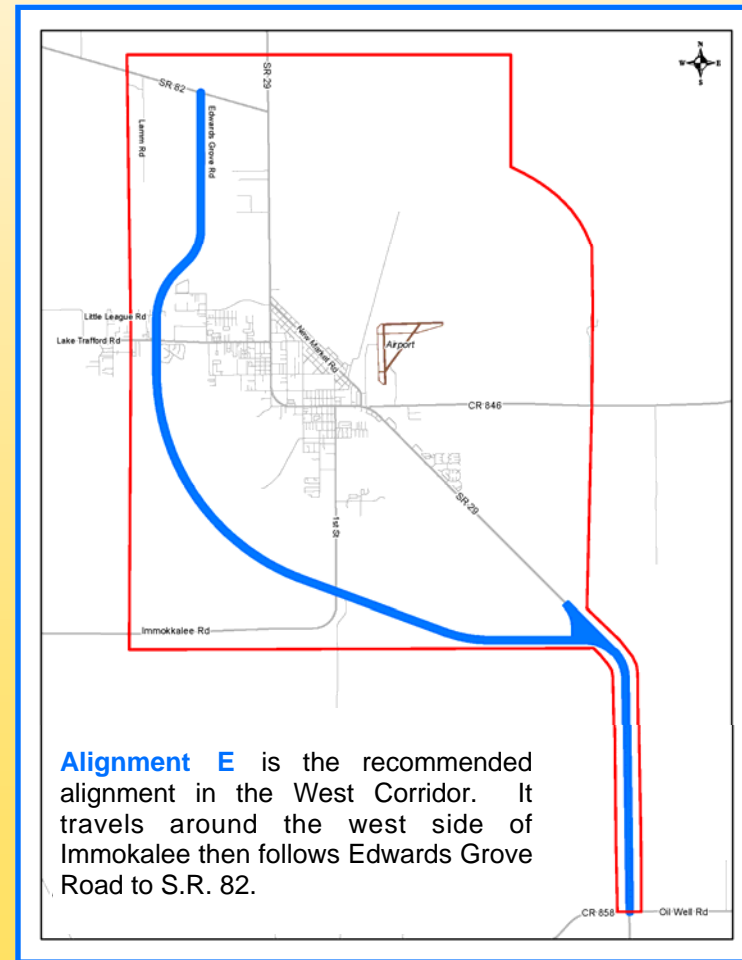 N
W E
S
SR 82
SR 29
Lamm Rd
Edwards Grove Rd
Little League Rd
Lake Trafford Rd
New Market Rd
Airport
CR 846
SR 29
1st St
Immokkalee Rd
CR 858
Oil Well Rd
Alignment E is the recommended
alignment in the West Corridor. It
travels around the west side of
Immokalee then follows Edwards Grove
Road to S.R. 82.